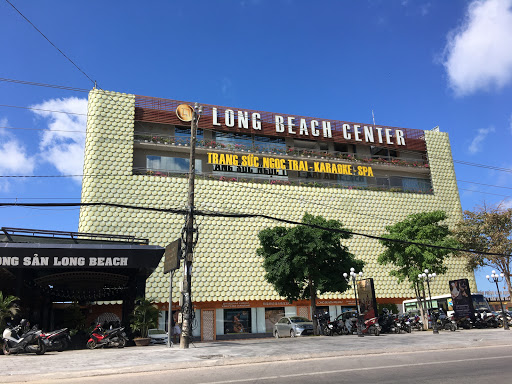 LONG BEACH CENTER
TRANG SỨC NGỌC TRAI - KARAOKE - SPA
ONG SẢN LONG BEACH